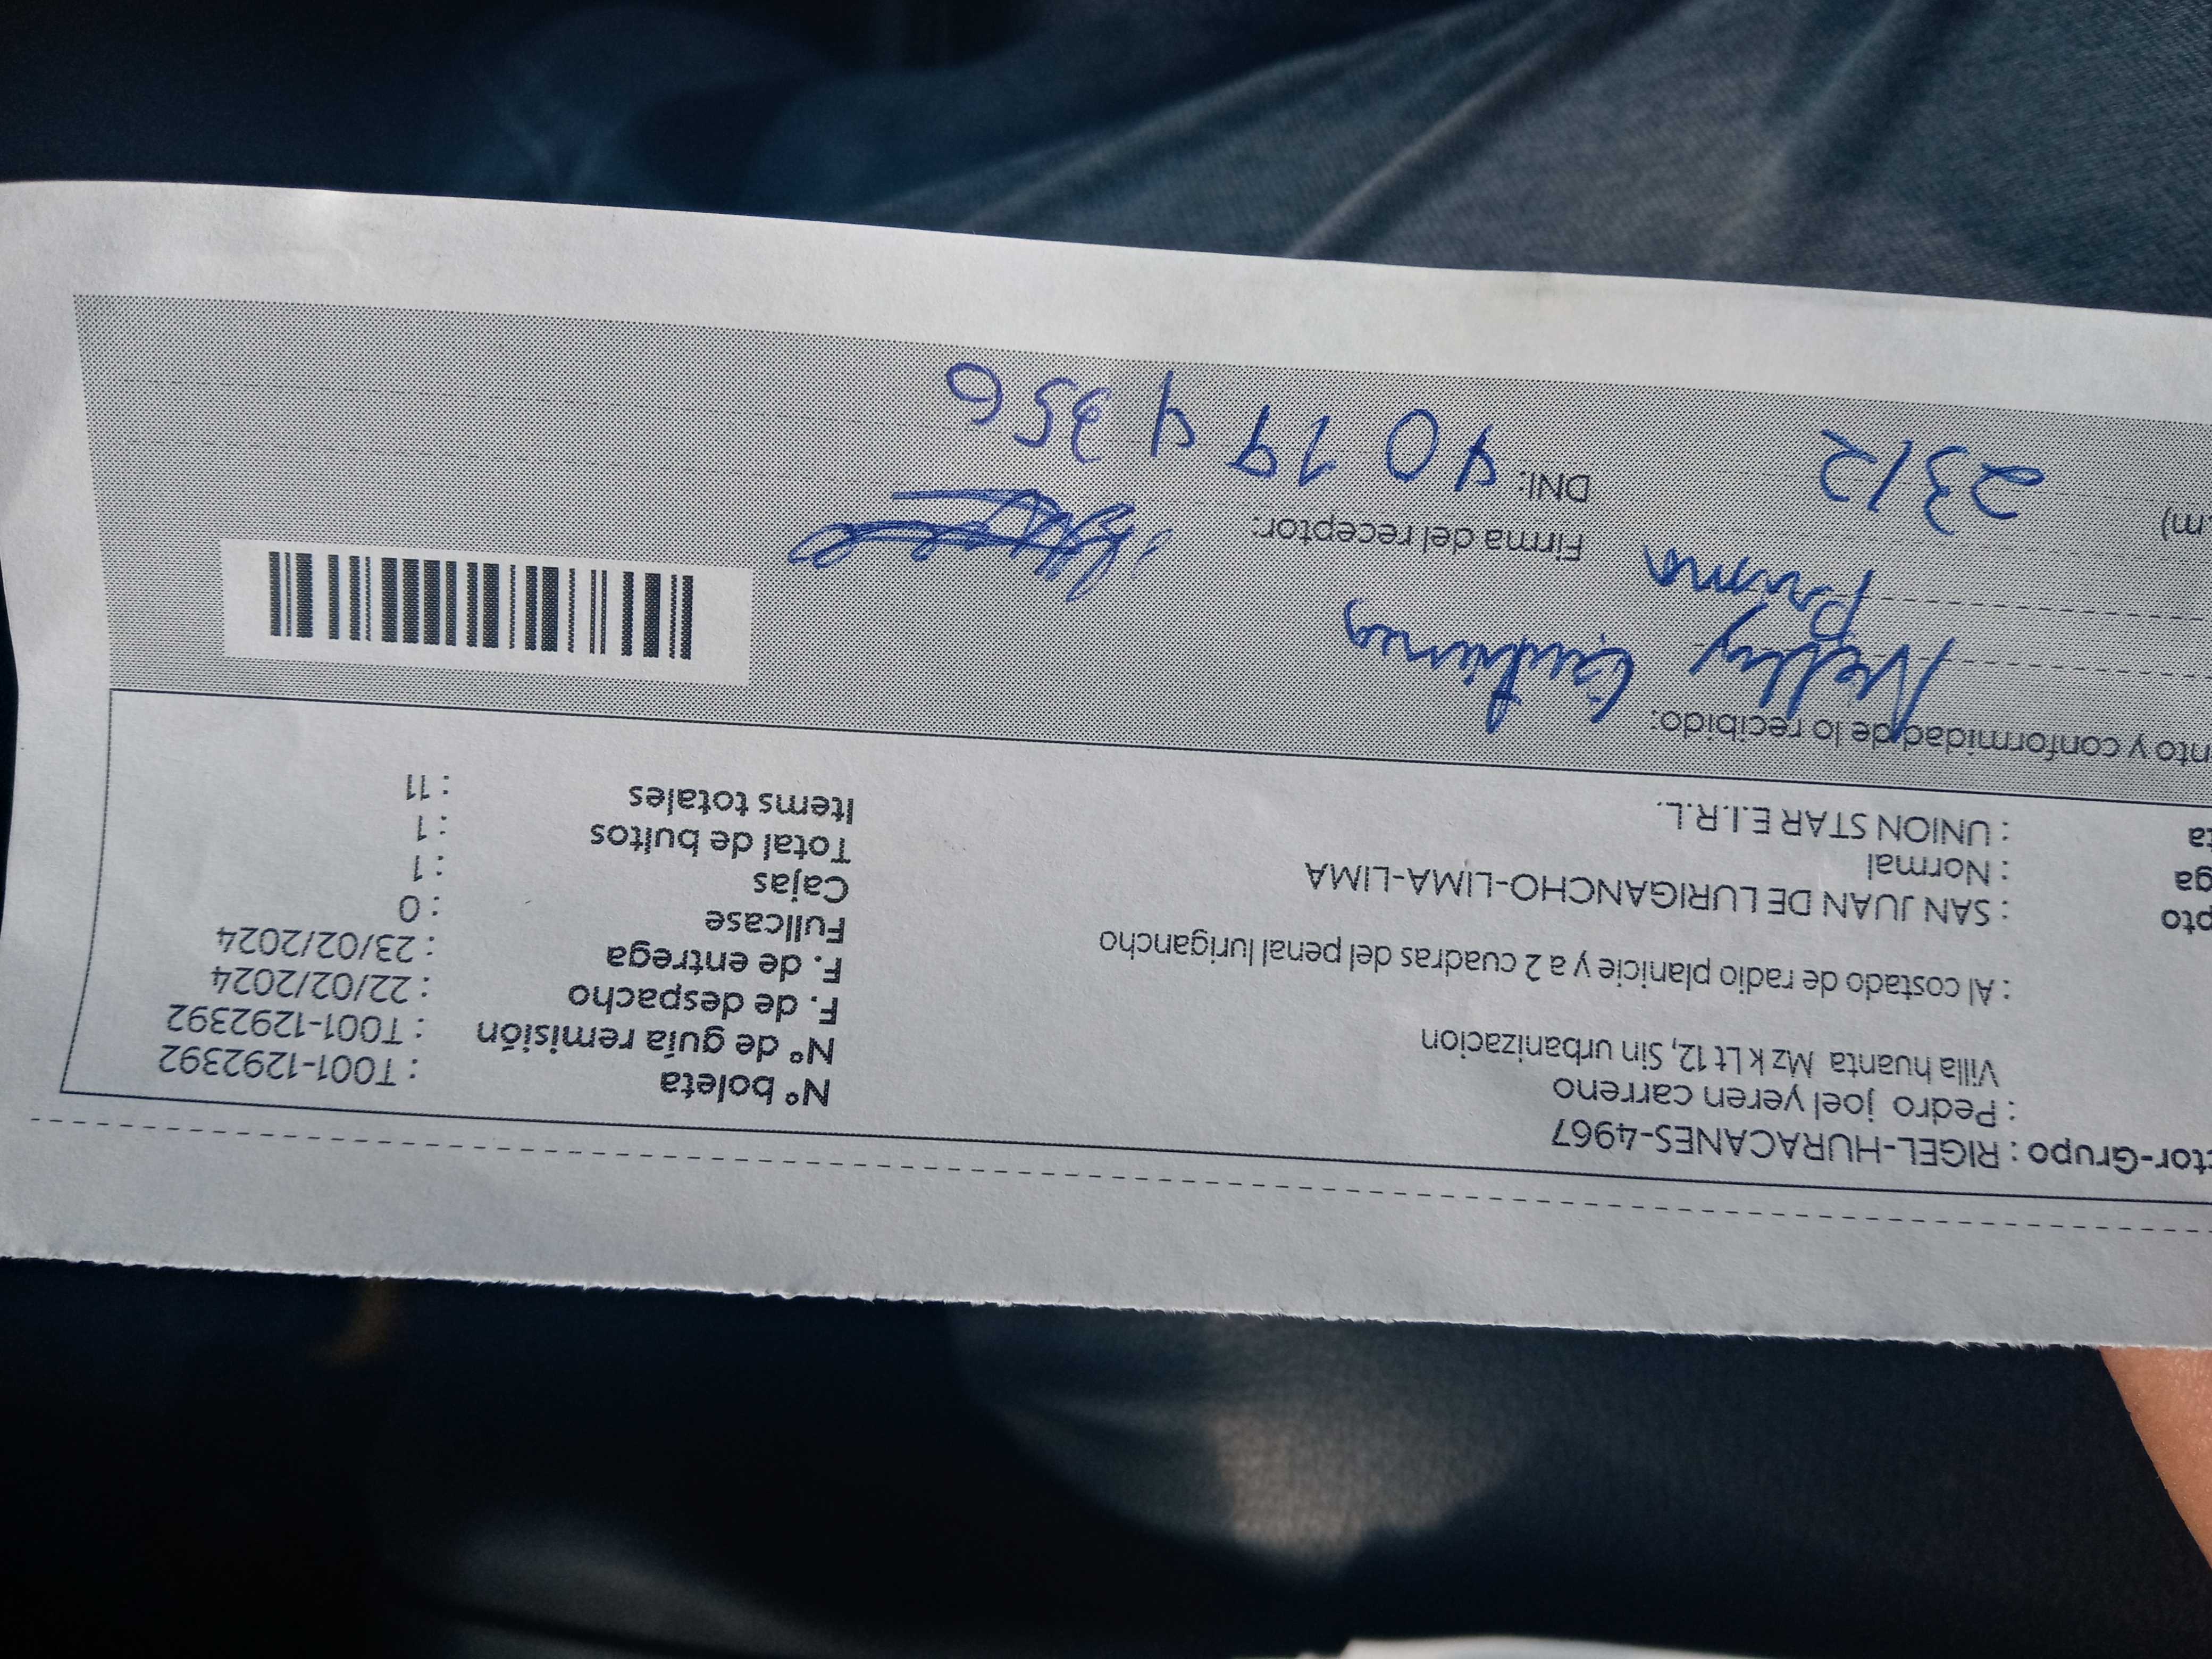 ctor-Grupo : RIGEL-HURACANES-4967
: Pedro joel yeren carreno
Villa huanta Mz k Lt 12, Sin urbanizacion
: Al costado de radio planicie y a 2 cuadras del penal lurigancho
pto : SAN JUAN DE LURIGANCHO-LIMA-LIMA
ga : Normal
ta : UNION STAR E.I.R.L.
N° boleta : T001-1292392
N° de guía remisión : T001-1292392
F. de despacho : 22/02/2024
F. de entrega : 23/02/2024
Fullcase : 0
Cajas : 1
Total de bultos : 1
Items totales : 11
nto y conformidad de lo recibido:
Nelly
Firma del receptor:
m) 23/2
DNI: 40194356